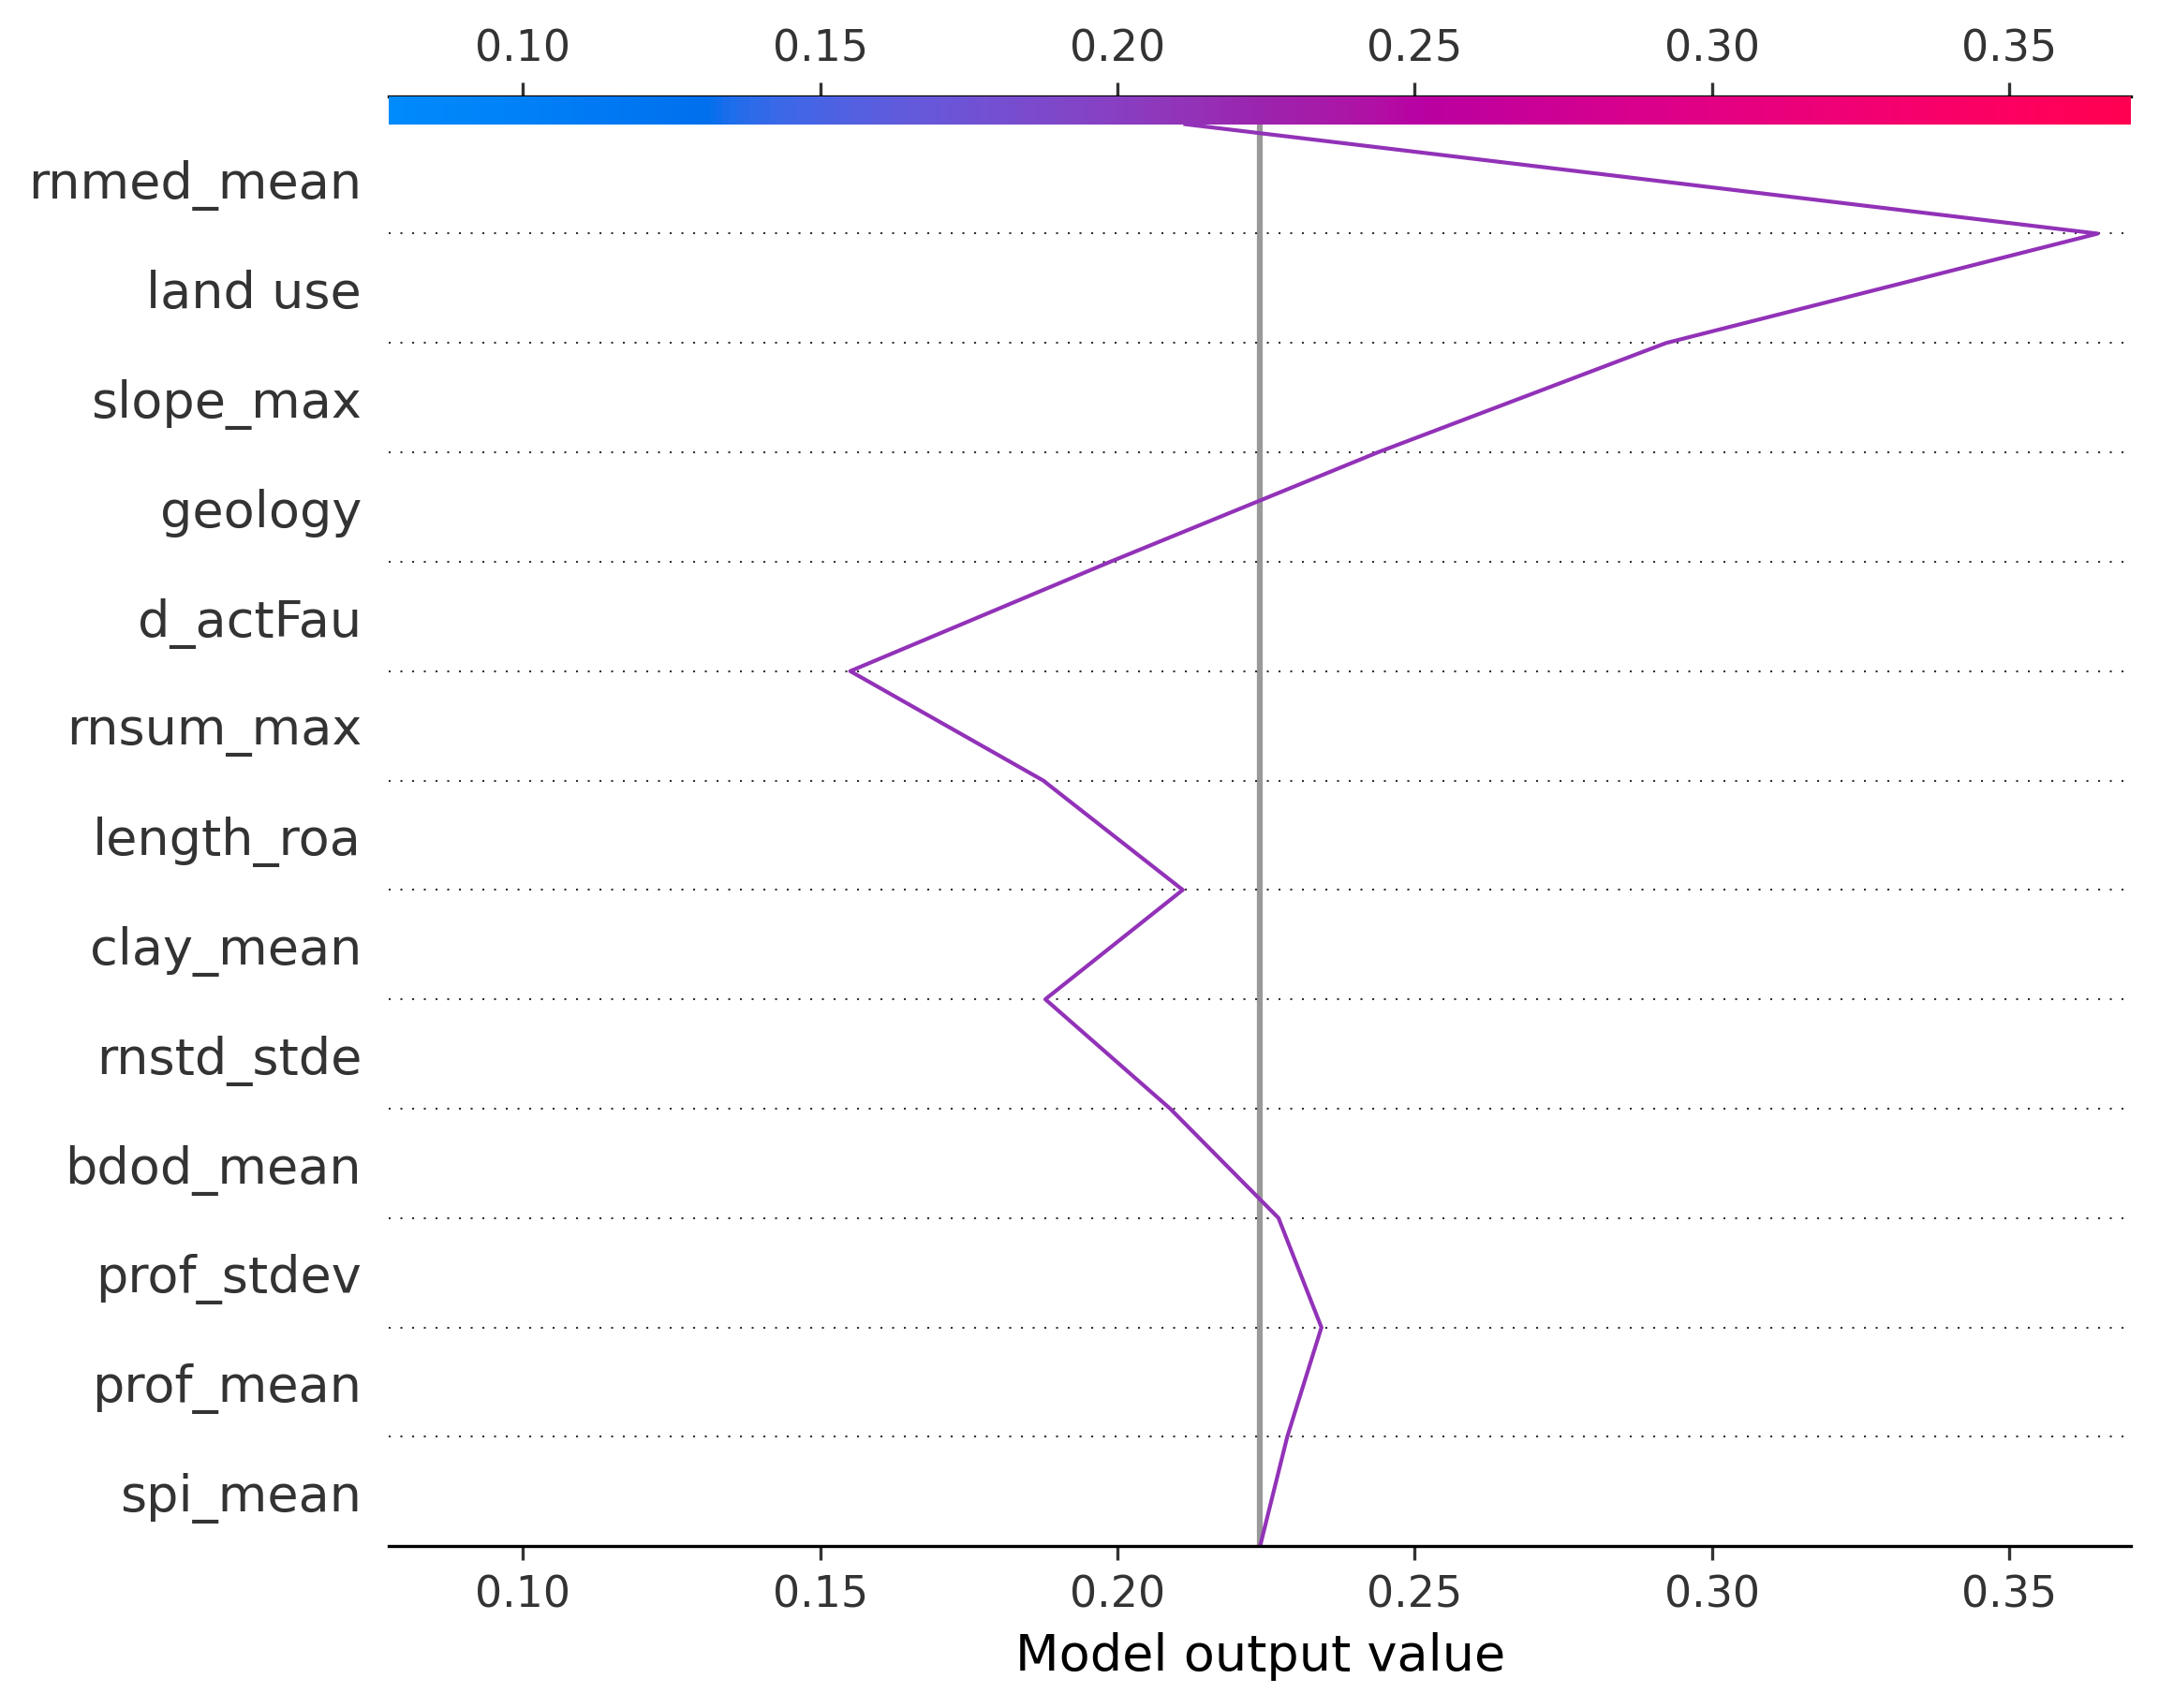 0.10 0.15 0.20 0.25 0.30 0.35
rnmed_mean
land use
slope_max
geology
d_actFau
rnsum_max
length_roa
clay_mean
rnstd_stde
bdod_mean
prof_stdev
prof_mean
spi_mean
0.10 0.15 0.20 0.25 0.30 0.35
Model output value